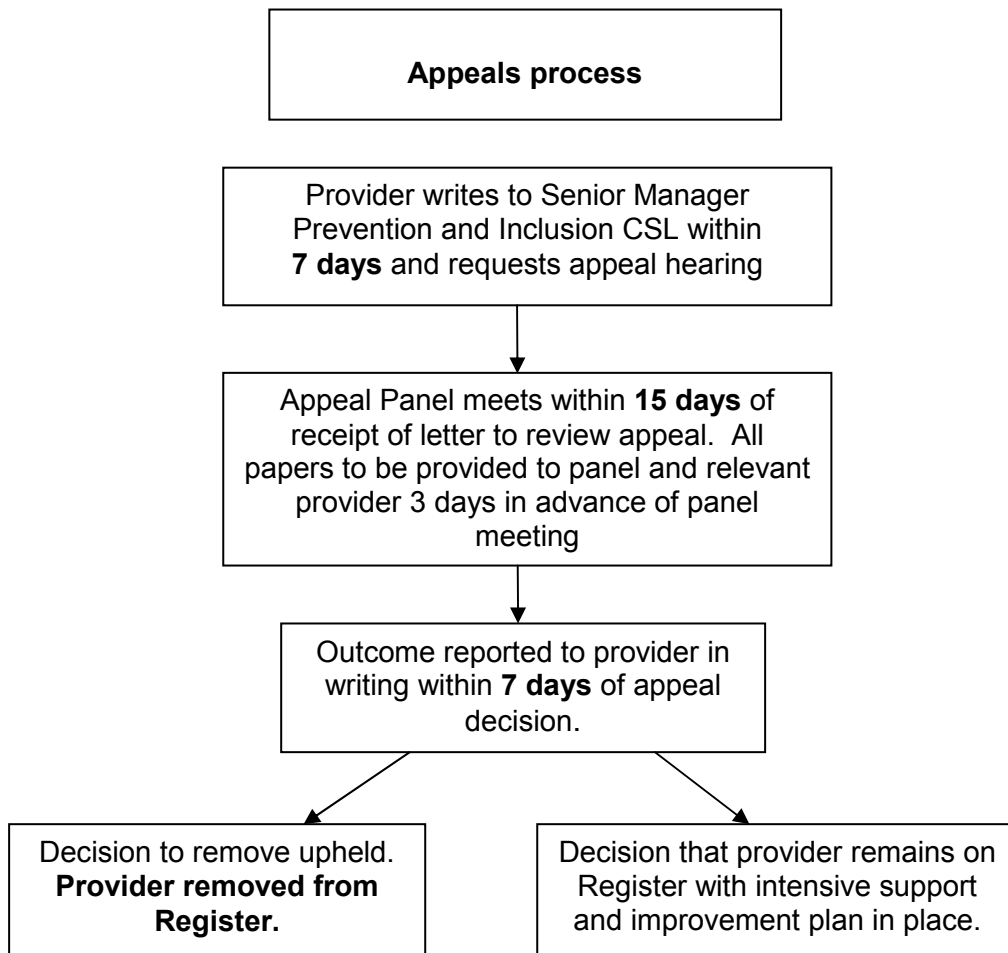 Appeals process
Provider writes to Senior Manager
Prevention and Inclusion CSL within
7 days and requests appeal hearing
Appeal Panel meets within 15 days of
receipt of letter to review appeal.  All
papers to be provided to panel and relevant
provider 3 days in advance of panel
meeting
Outcome reported to provider in
writing within 7 days of appeal
decision.
Decision to remove upheld.
Provider removed from
Register.
Decision that provider remains on
Register with intensive support
and improvement plan in place.